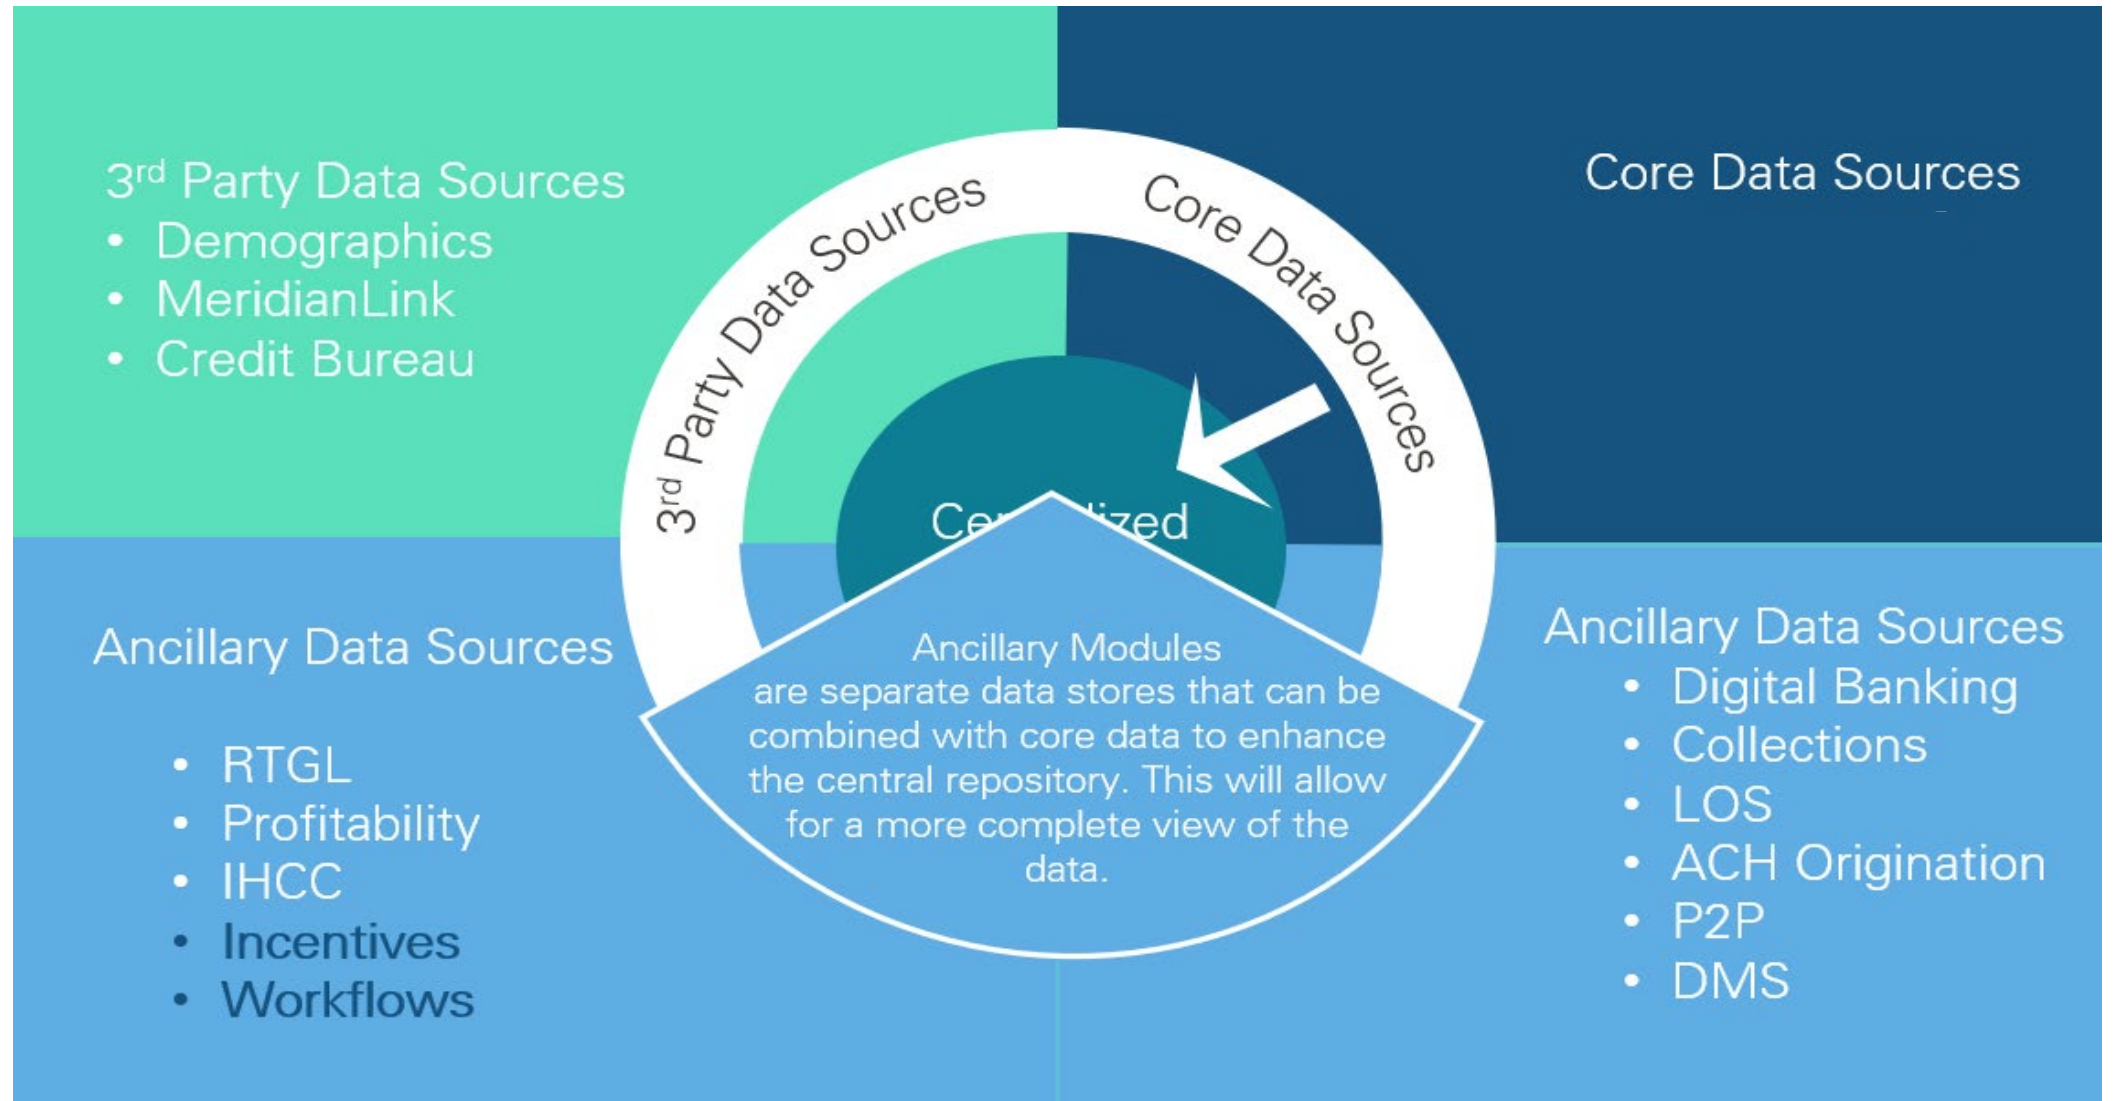 3rd Party Data Sources
• Demographics
• MeridianLink
• Credit Bureau
Core Data Sources
3rd Party Data Sources
Core Data Sources
Ancillary Data Sources
• RTGL
• Profitability
• IHCC
• Incentives
• Workflows
Ancillary Modules
are separate data stores that can be
combined with core data to enhance
the central repository. This will allow
for a more complete view of the
data.
Ancillary Data Sources
• Digital Banking
• Collections
• LOS
• ACH Origination
• P2P
• DMS